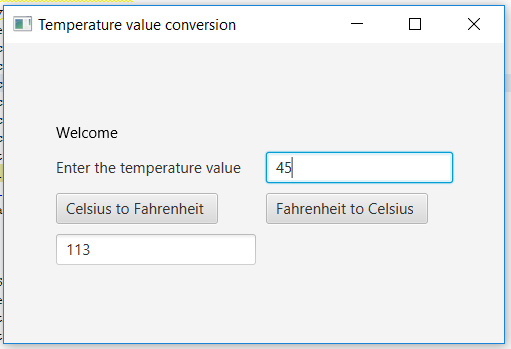 Temperature value conversion
Welcome
Enter the temperature value 45
Celsius to Fahrenheit Fahrenheit to Celsius
113